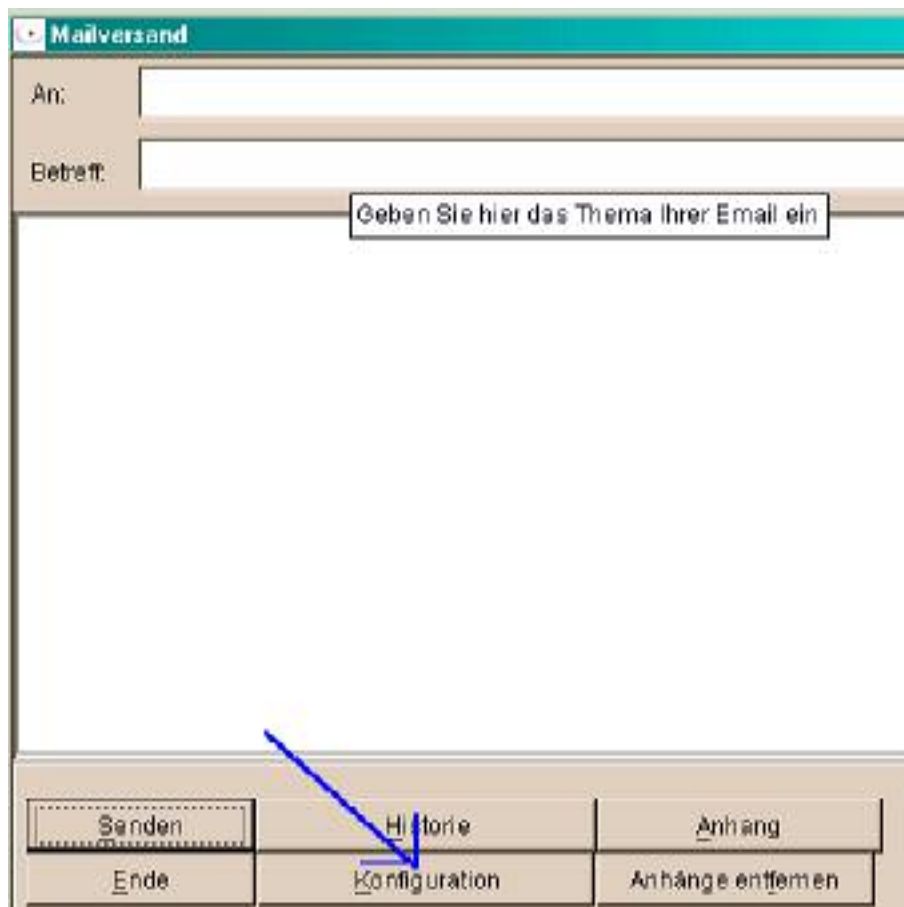 Mailversand
An:
Betreff:
Geben Sie hier das Thema Ihrer Email ein
Senden Historie Anhang
Ende Konfiguration Anhänge entfernen